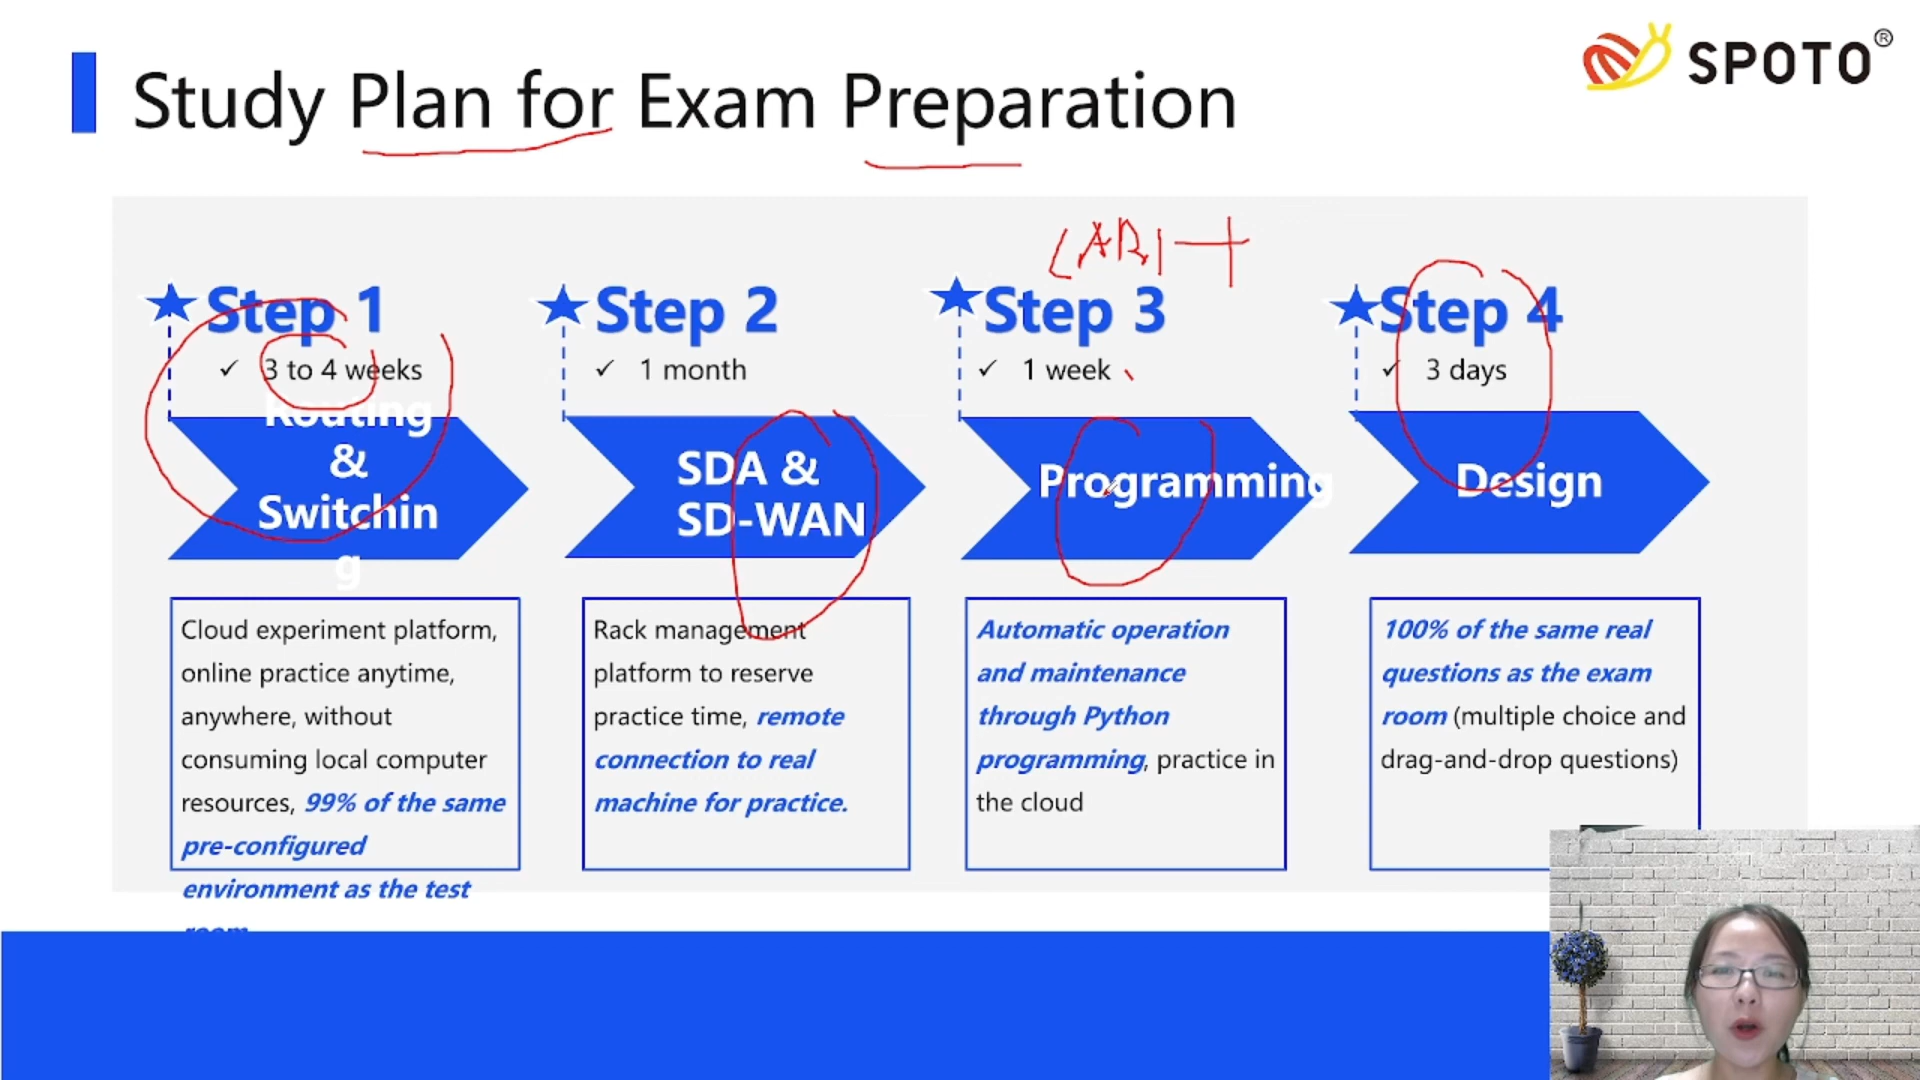 SPOTO®
Study Plan for Exam Preparation
Step 1
✓ 3 to 4 weeks
Routing
&
Switchin
g
Cloud experiment platform,
online practice anytime,
anywhere, without
consuming local computer
resources, 99% of the same
pre-configured
environment as the test
room
Step 2
✓ 1 month
SDA &
SD-WAN
Rack management
platform to reserve
practice time, remote
connection to real
machine for practice.
Step 3
✓ 1 week
Programming
Automatic operation
and maintenance
through Python
programming, practice in
the cloud
Step 4
✓ 3 days
Design
100% of the same real
questions as the exam
room (multiple choice and
drag-and-drop questions)